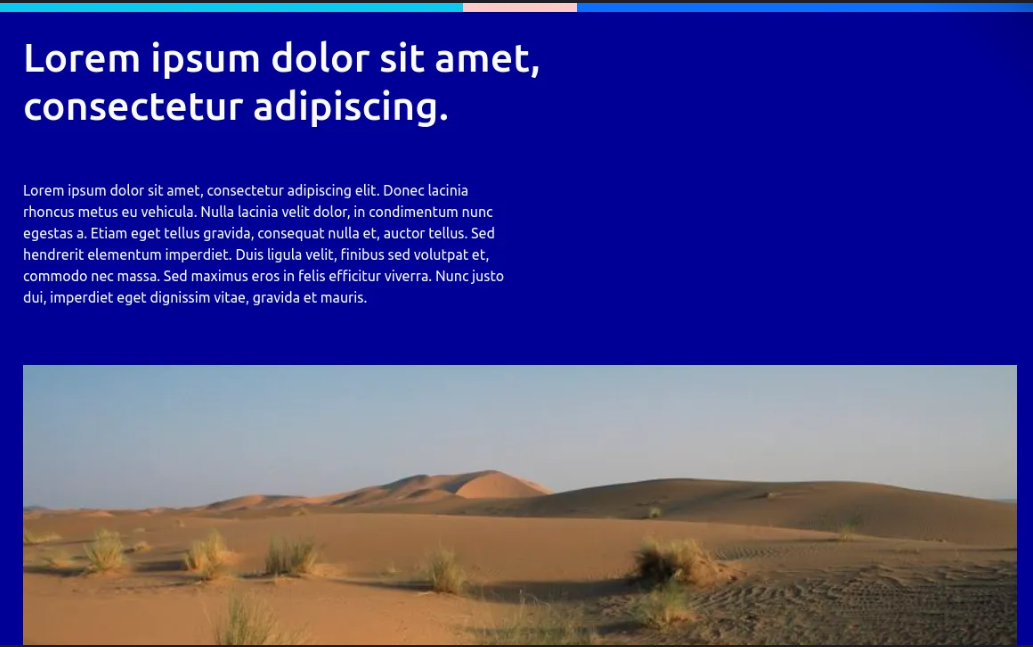 Lorem ipsum dolor sit amet,
consectetur adipiscing.
Lorem ipsum dolor sit amet, consectetur adipiscing elit. Donec lacinia
rhoncus metus eu vehicula. Nulla lacinia velit dolor, in condimentum nunc
egestas a. Etiam eget tellus gravida, consequat nulla et, auctor tellus. Sed
hendrerit elementum imperdiet. Duis ligula velit, finibus sed volutpat et,
commodo nec massa. Sed maximus eros in felis efficitur viverra. Nunc justo
dui, imperdiet eget dignissim vitae, gravida et mauris.